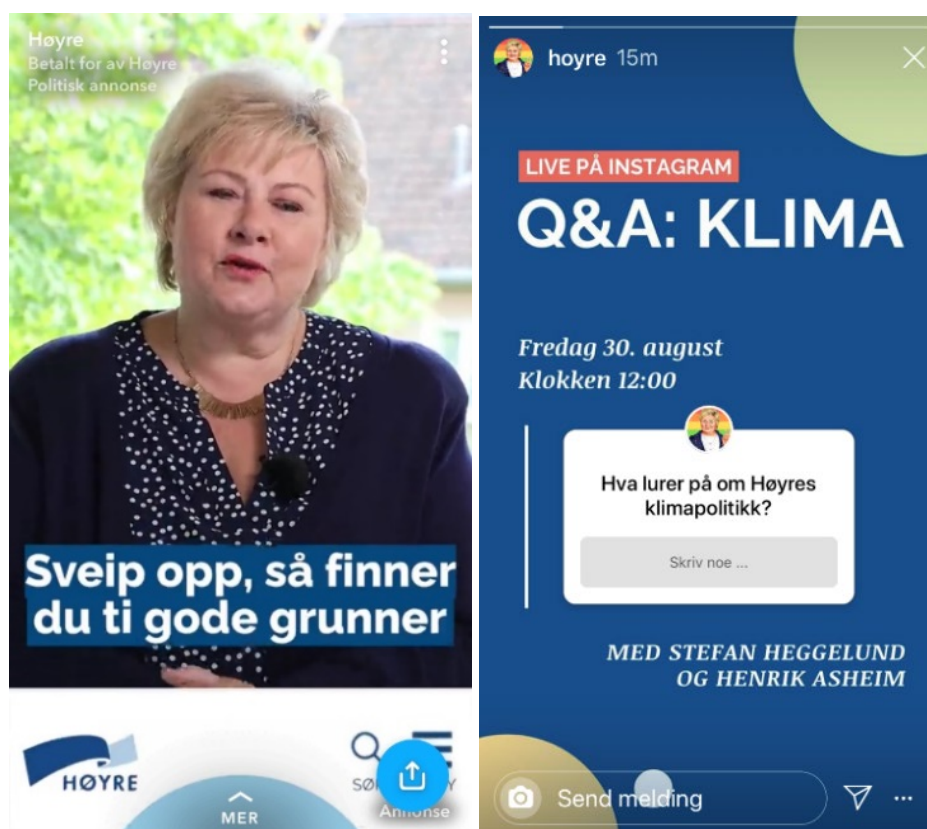 Høyre
Betalt for av Høyre
Politisk annonse
Sveip opp, så finner
du ti gode grunner
HØYRE
MER
Annonse
hoyre 15m
LIVE PÅ INSTAGRAM
Q&A: KLIMA
Fredag 30. august
Klokken 12:00
Hva lurer på om Høyres
klimapolitikk?
Skriv noe ...
MED STEFAN HEGGELUND
OG HENRIK ASHEIM
Send melding